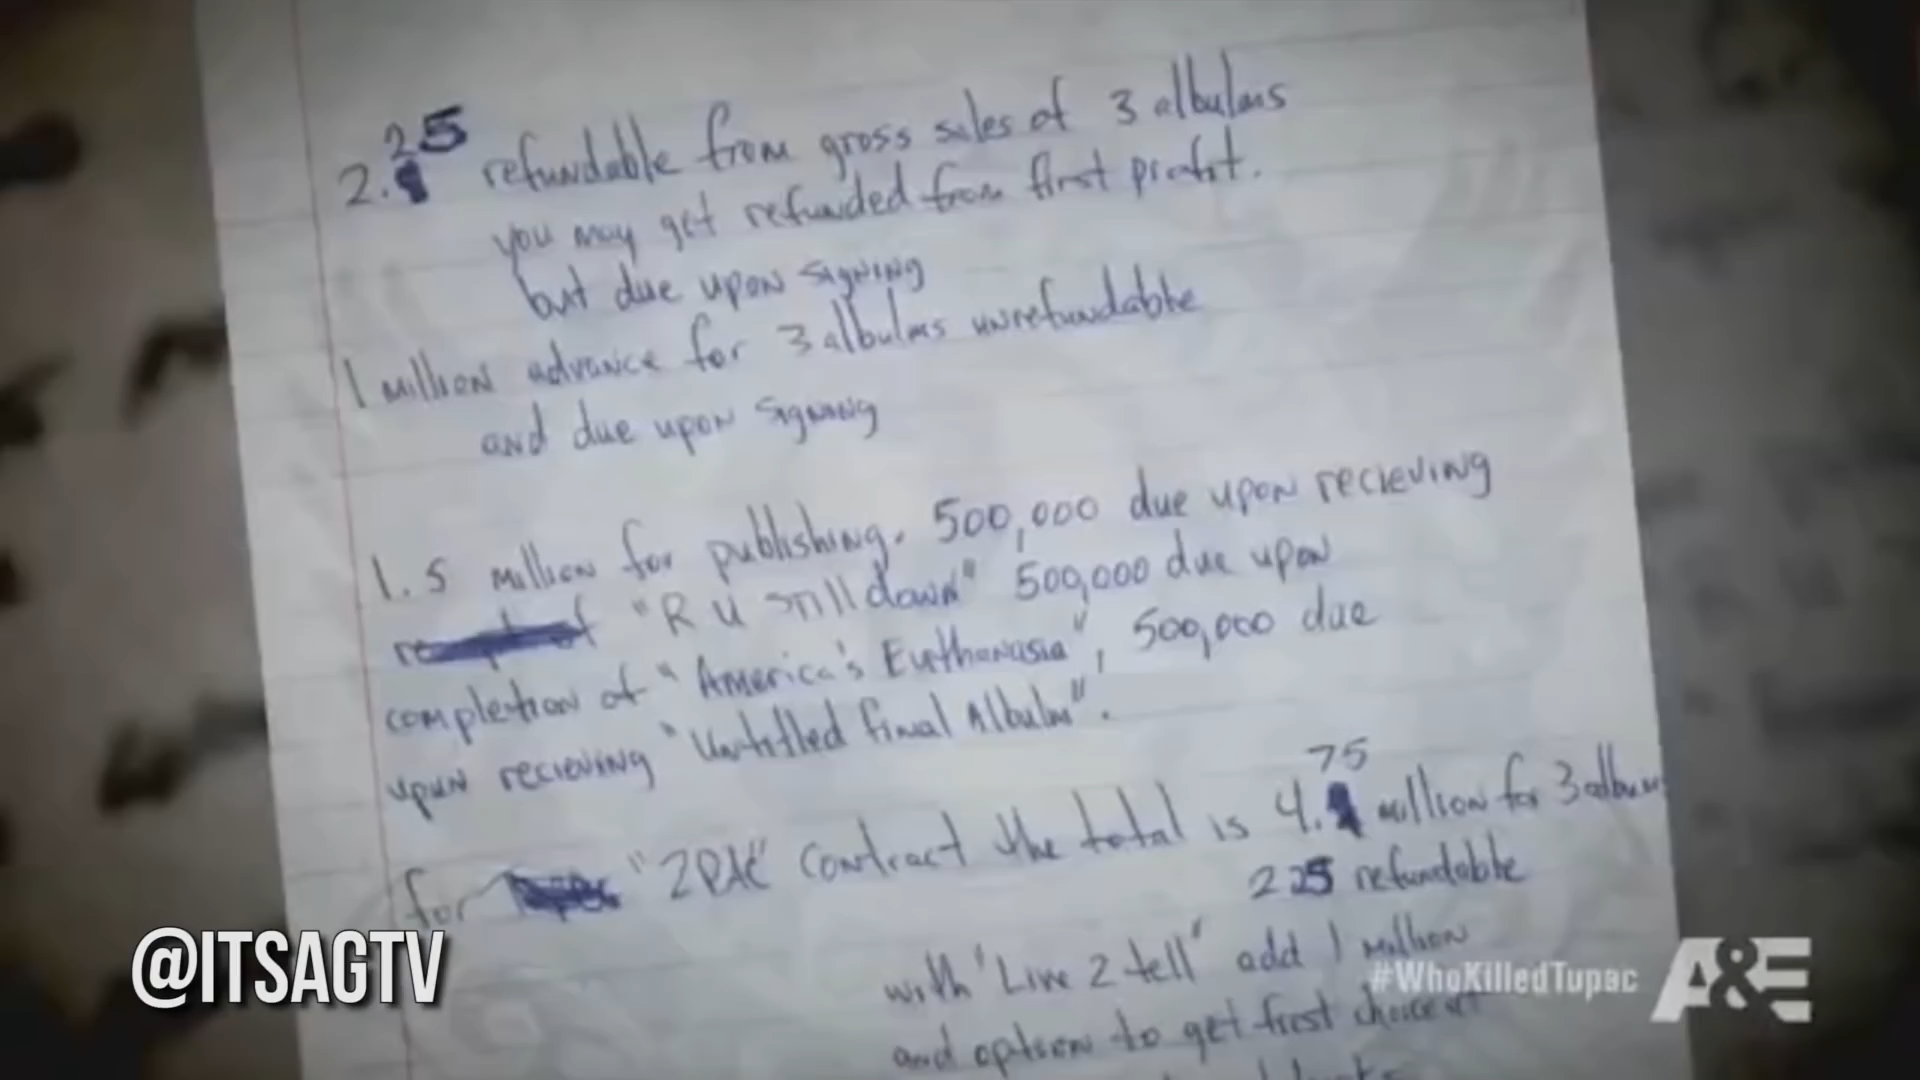 25
2. refundable from gross sales of 3 albulms
you may get refunded from first profit.
but due upon signing
1 million advance for 3 albulms unrefundable
and due upon signing
1.5 million for publishing. 500,000 due upon recieving
"R U still down" 500,000 due upon
completion of "America's Euthanasia", 500,000 due
upon recieving "Untitled final Albulm".
75
for "2PAC" contract the total is 4. million for 3 album
225 refundable
with "Live 2 tell" add 1 million
and option to get first choice of
@ITSAGTV
#WhoKilledTupac
A&E